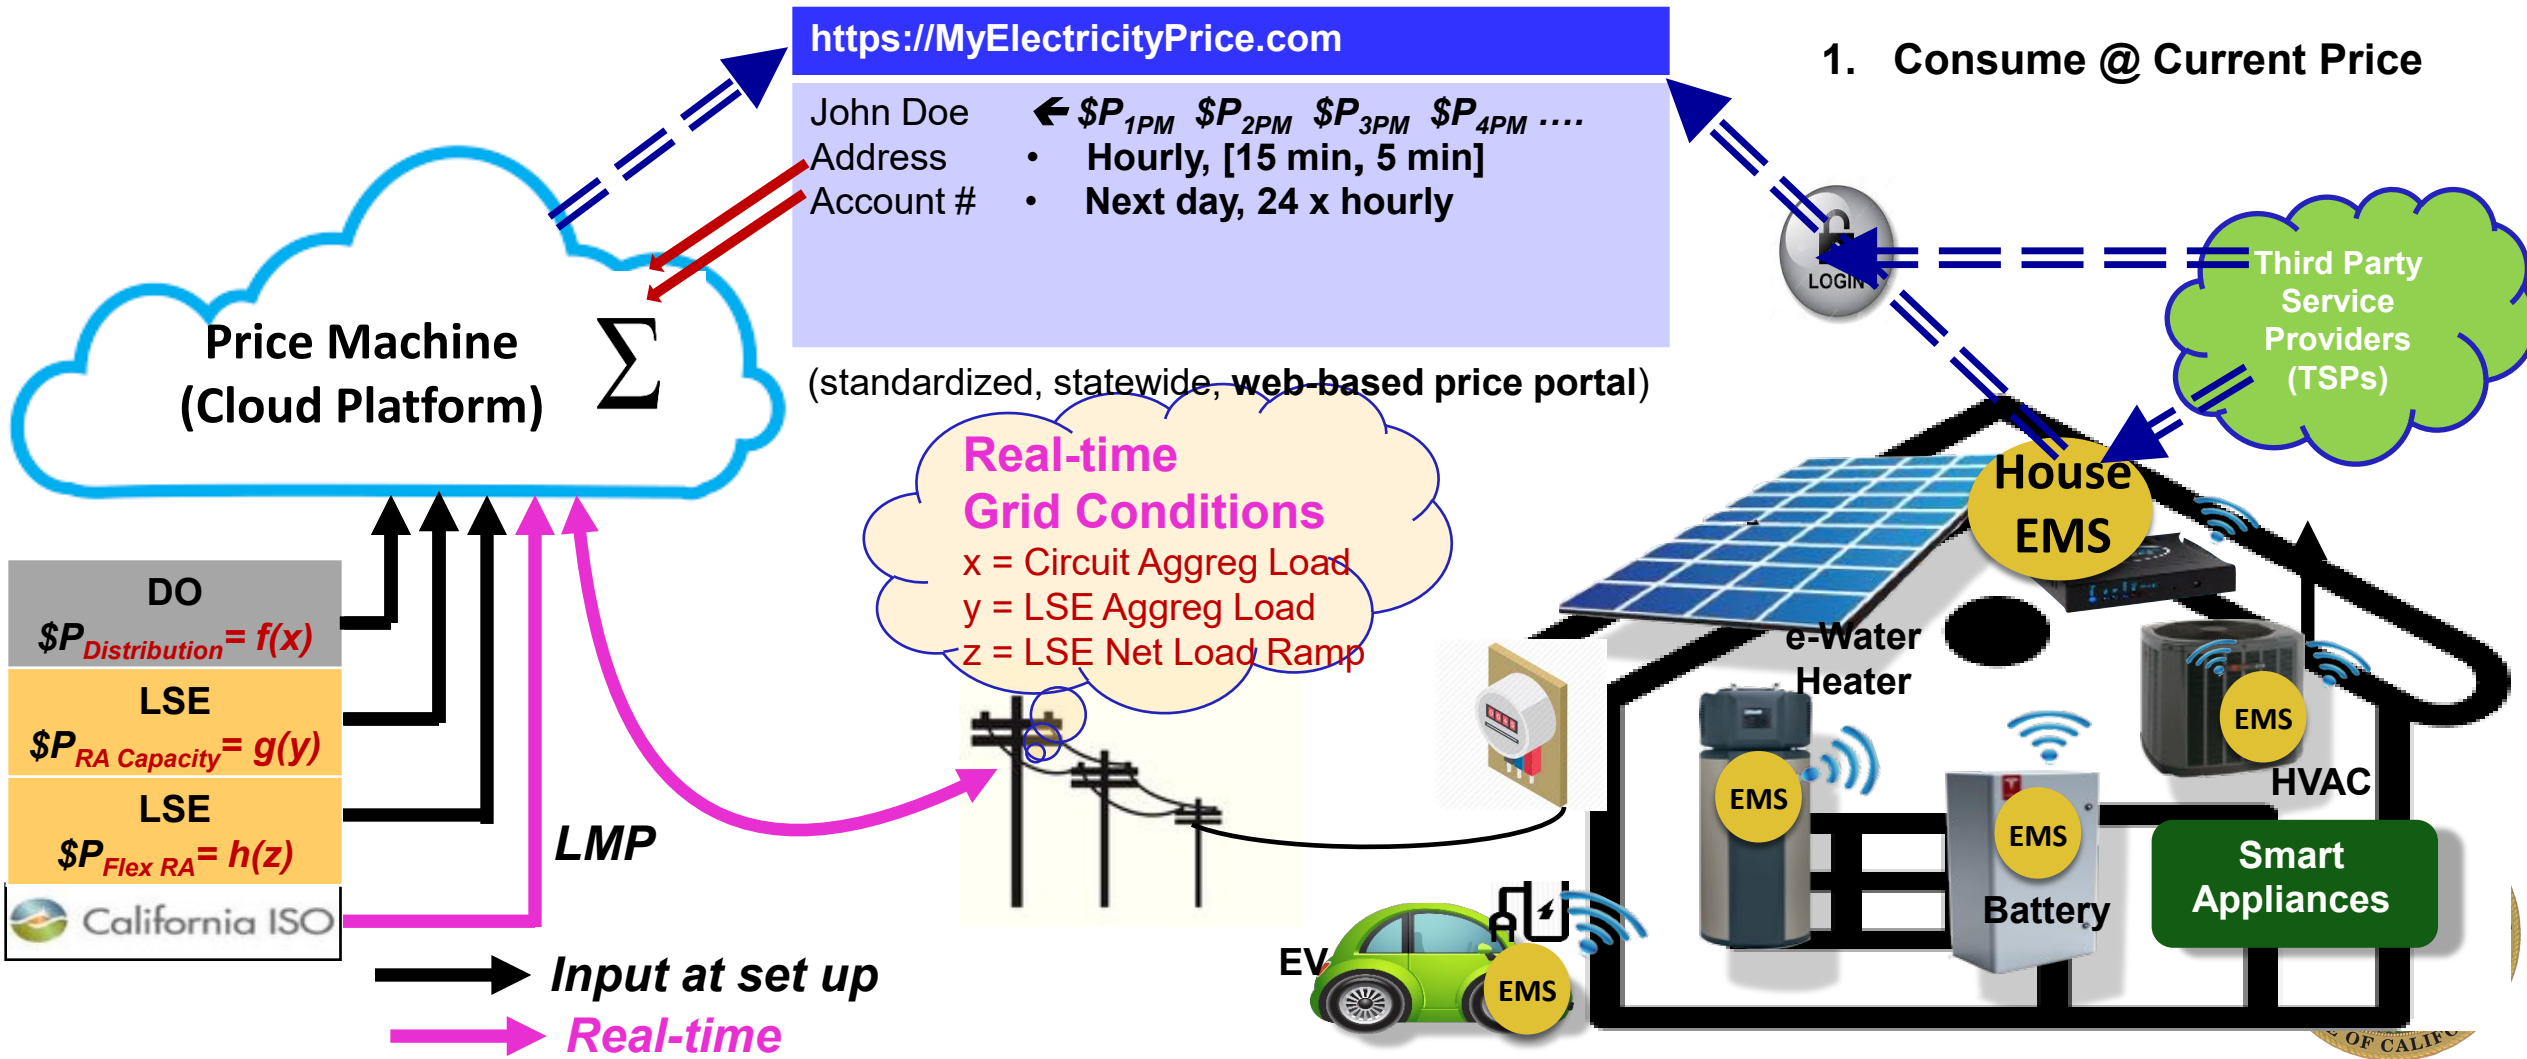 https://MyElectricityPrice.com
1. Consume @ Current Price
John Doe 🡰 $P1PM $P2PM $P3PM $P4PM ....
Address • Hourly, [15 min, 5 min]
Account # • Next day, 24 x hourly
(standardized, statewide, web-based price portal)
LOGIN
Third Party
Service
Providers
(TSPs)
Price Machine
(Cloud Platform)
∑
Real-time
Grid Conditions
x = Circuit Aggreg Load
y = LSE Aggreg Load
z = LSE Net Load Ramp
DO
$PDistribution= f(x)
LSE
$PRA Capacity= g(y)
LSE
$PFlex RA= h(z)
California ISO
LMP
Input at set up
Real-time
House
EMS
e-Water
Heater
EMS
EMS
Battery
EMS
HVAC
Smart
Appliances
EV
EMS